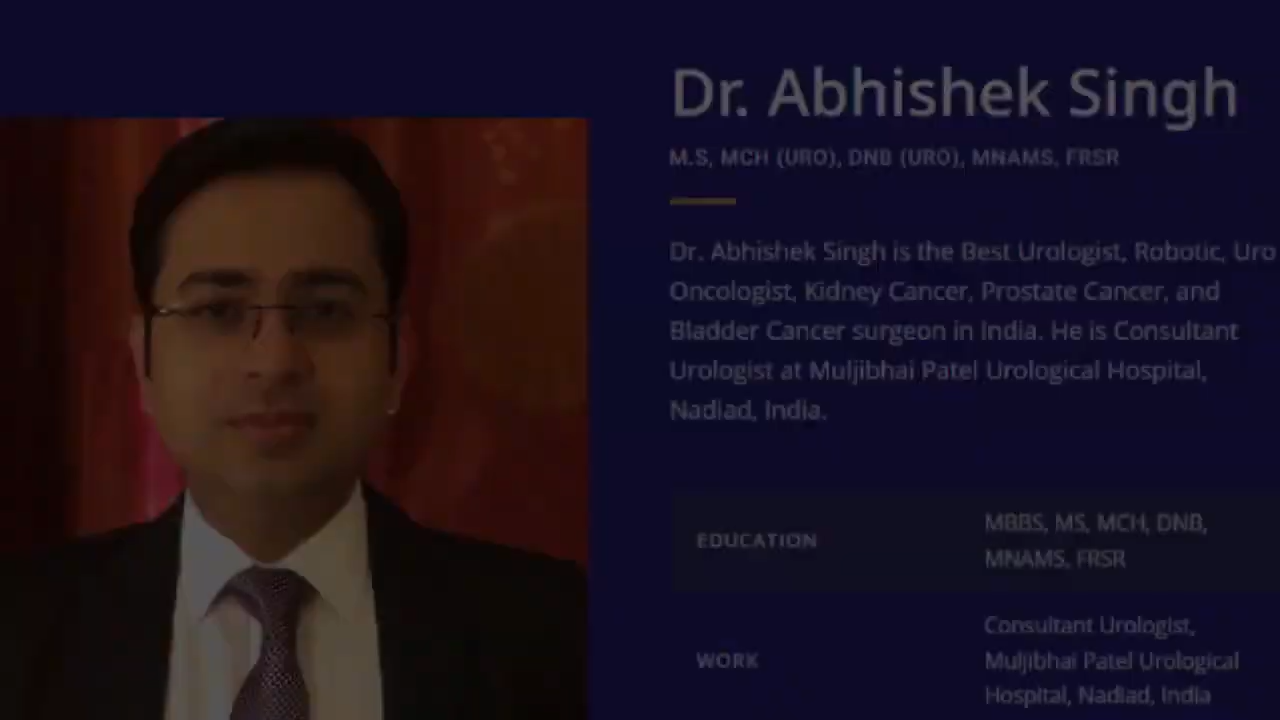 Dr. Abhishek Singh
M.S, MCH (URO), DNB (URO), MNAMS, FRSR
Dr. Abhishek Singh is the Best Urologist, Robotic, Uro
Oncologist, Kidney Cancer, Prostate Cancer, and
Bladder Cancer surgeon in India. He is Consultant
Urologist at Muljibhai Patel Urological Hospital,
Nadiad, India.
EDUCATION
MBBS, MS, MCH, DNB,
MNAMS, FRSR
WORK
Consultant Urologist,
Muljibhai Patel Urological
Hospital, Nadiad, India